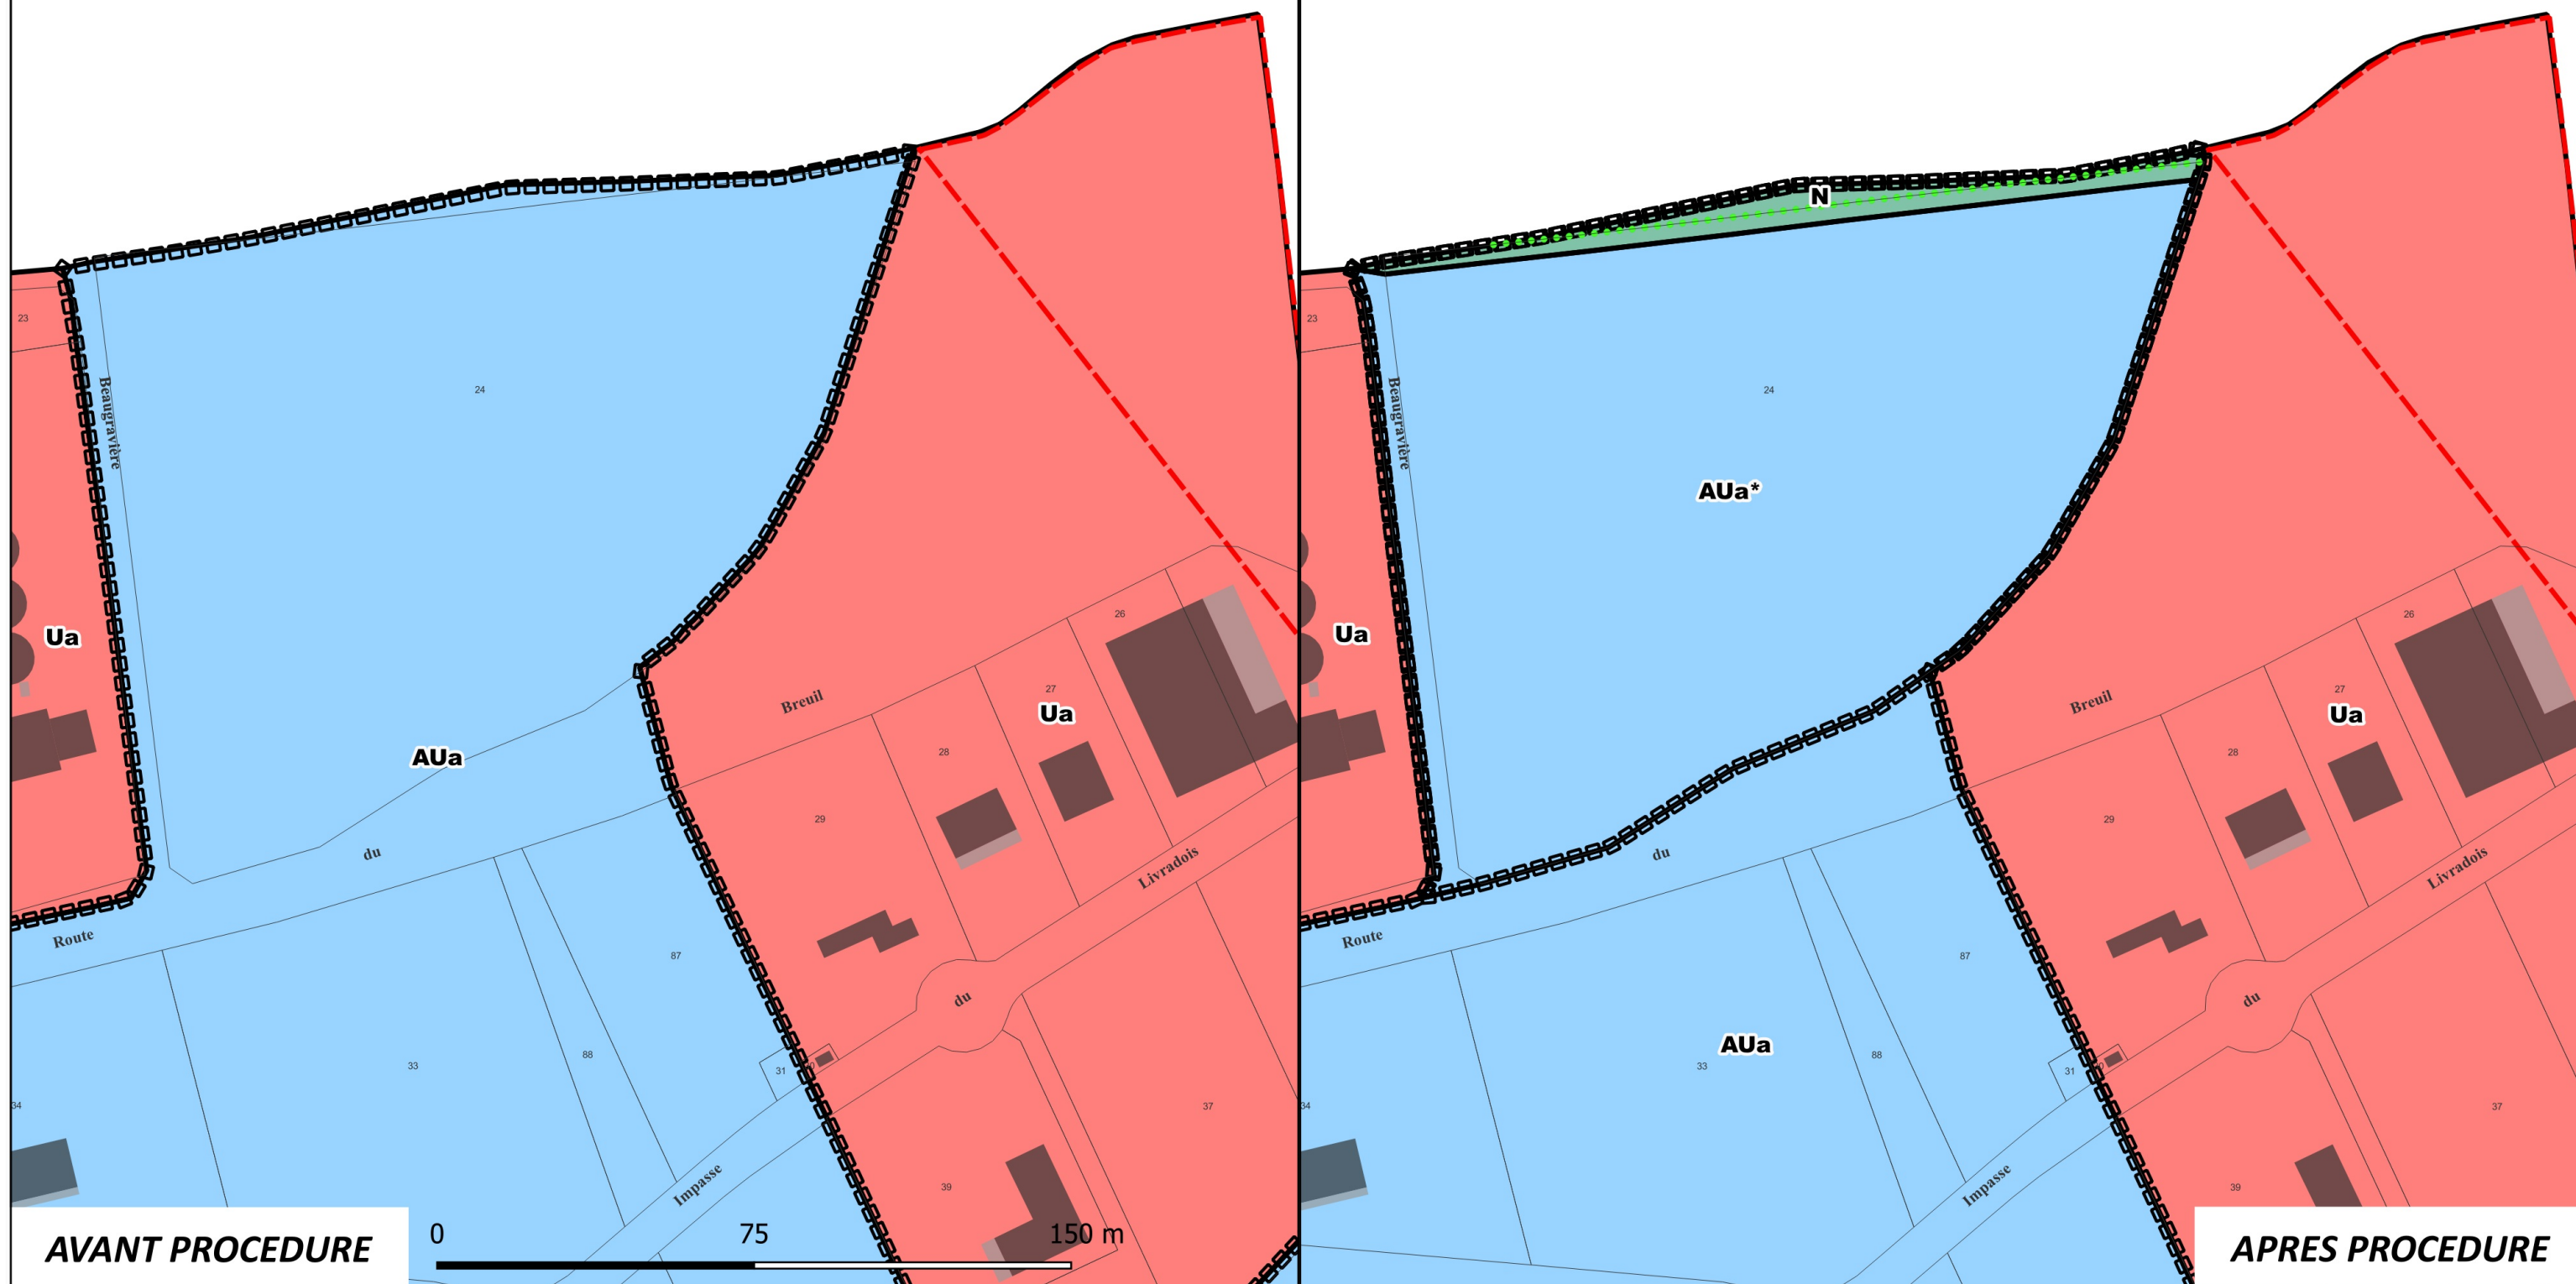 23
24
Beaugravière
Ua
AUa
Breuil
26
27
Ua
28
29
du
Livradois
Route
87
du
88
33
31
34
37
Impasse
39
0 75 150 m
AVANT PROCEDURE
N
23
24
Beaugravière
AUa*
Ua
Breuil
26
27
Ua
28
29
du
Livradois
Route
87
du
AUa
88
33
31
34
37
Impasse
39
APRES PROCEDURE